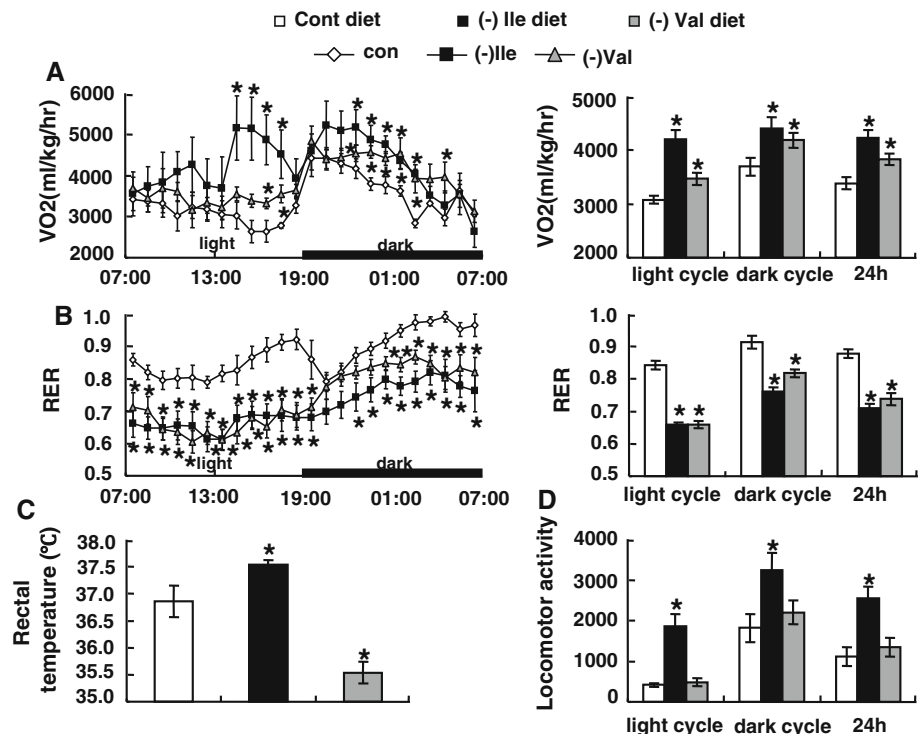 Cont diet (-) Ile diet (-) Val diet
con (-)Ile (-)Val
A
VO2(ml/kg/hr)
6000
5000
4000
3000
2000
light dark
07:00 13:00 19:00 01:00 07:00
* * * * * * * * * * * * * * * *
VO2(ml/kg/hr)
5000
4000
3000
2000
* * * * * *
light cycle dark cycle 24h
B
RER
1.0
0.9
0.8
0.7
0.6
0.5
light dark
07:00 13:00 19:00 01:00 07:00
RER
1.0
0.9
0.8
0.7
0.6
0.5
* * * * * *
light cycle dark cycle 24h
C
Rectal
temperature (℃)
38.0
37.5
37.0
36.5
36.0
35.5
35.0
* *
D
Locomotor activity
4000
3000
2000
1000
0
* * *
light cycle dark cycle 24h